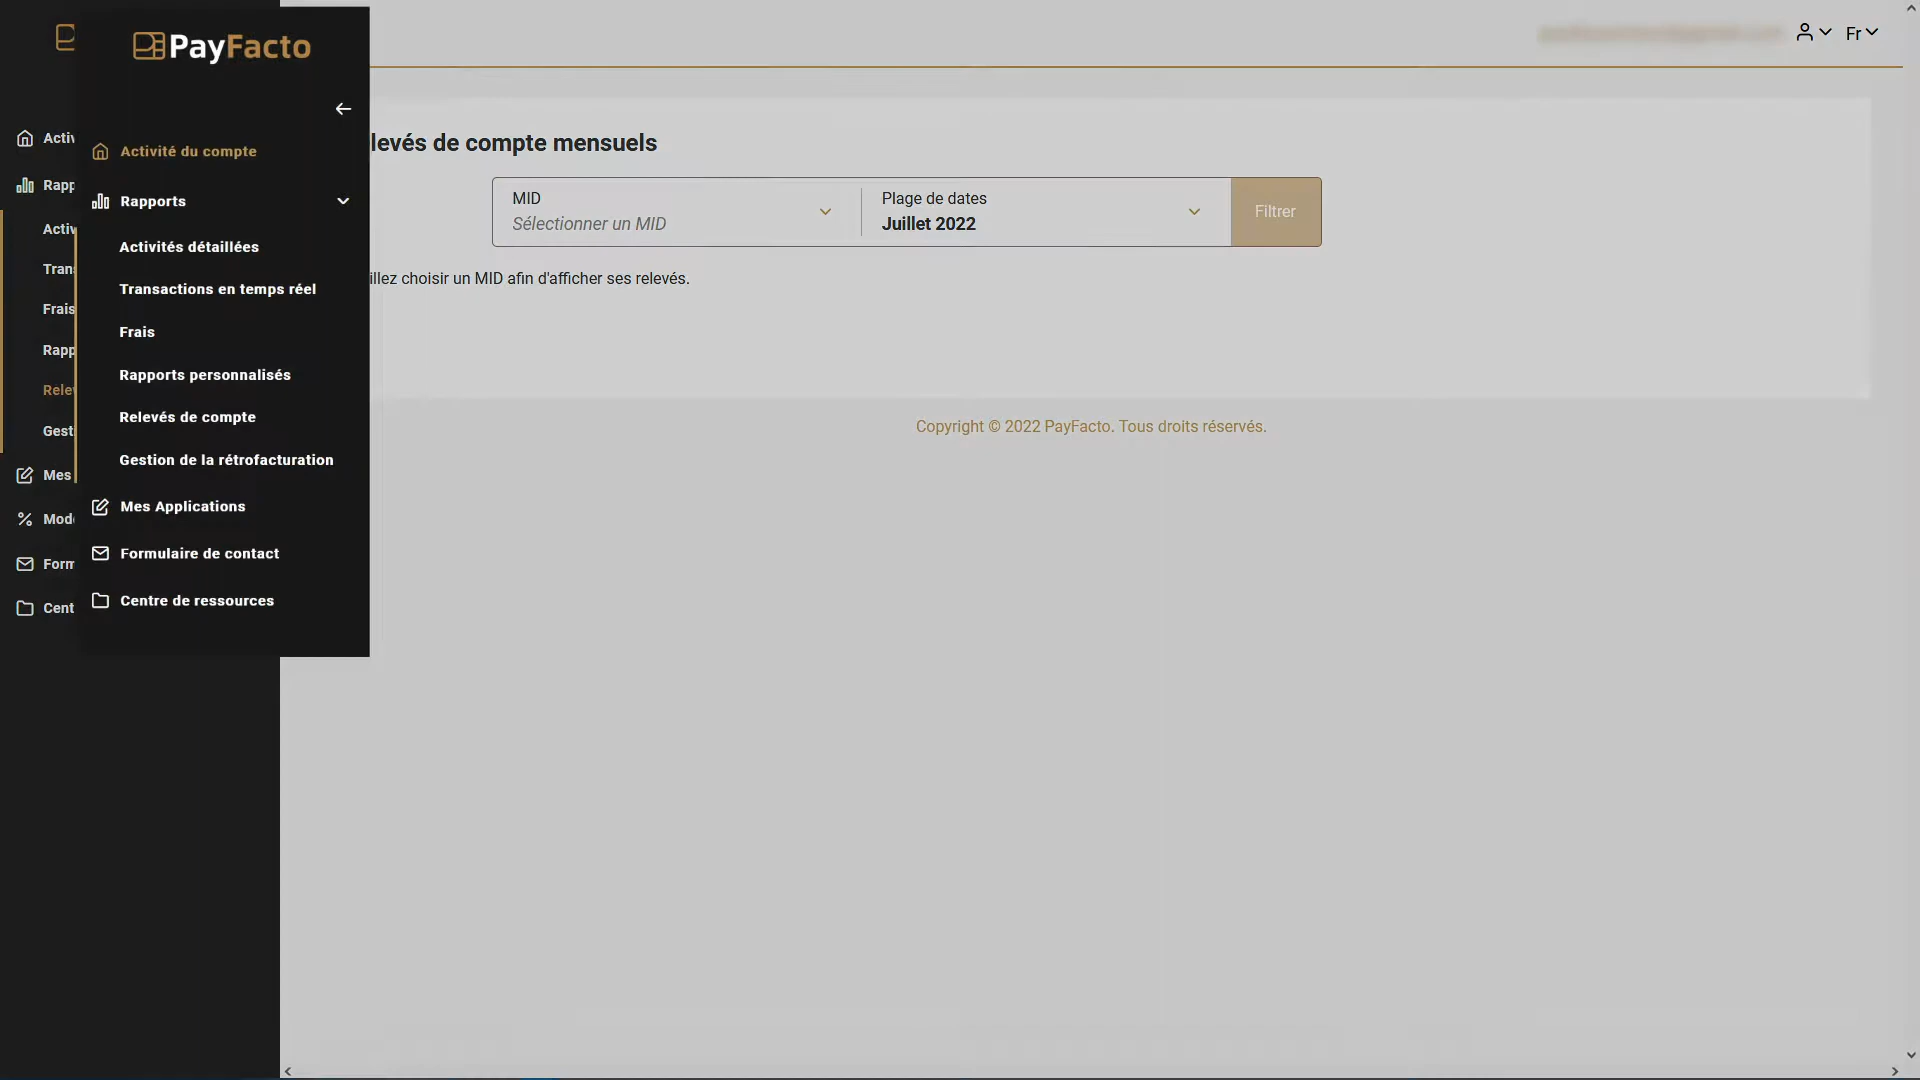 PayFacto
Fr
Activ
Rapp
Activ
Tran
Frais
Rapp
Rele
Gest
Mes
Mod
Form
Cent
Activité du compte
Rapports
Activités détaillées
Transactions en temps réel
Frais
Rapports personnalisés
Relevés de compte
Gestion de la rétrofacturation
Mes Applications
Formulaire de contact
Centre de ressources
levés de compte mensuels
MID
Sélectionner un MID
Plage de dates
Juillet 2022
Filtrer
illez choisir un MID afin d'afficher ses relevés.
Copyright © 2022 PayFacto. Tous droits réservés.